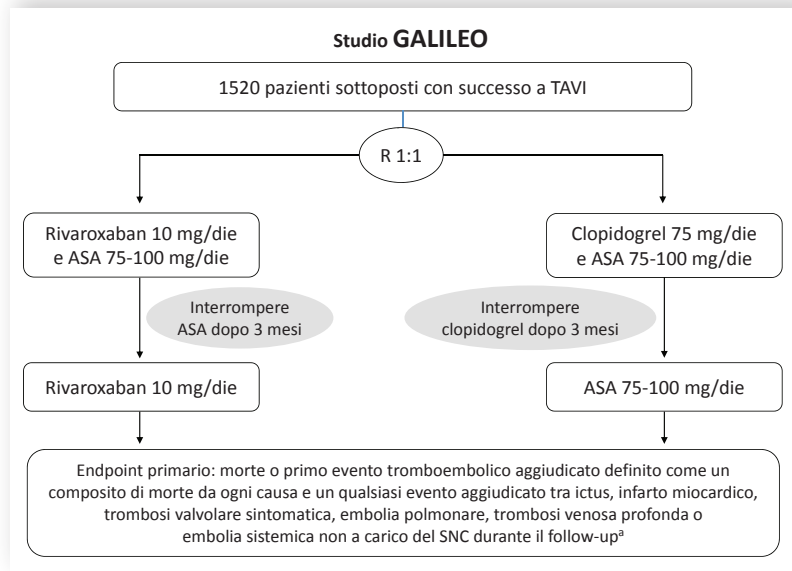 Studio GALILEO
1520 pazienti sottoposti con successo a TAVI
R 1:1
Rivaroxaban 10 mg/die
e ASA 75-100 mg/die
Clopidogrel 75 mg/die
e ASA 75-100 mg/die
Interrompere
ASA dopo 3 mesi
Interrompere
clopidogrel dopo 3 mesi
Rivaroxaban 10 mg/die
ASA 75-100 mg/die
Endpoint primario: morte o primo evento tromboembolico aggiudicato definito come un
composito di morte da ogni causa e un qualsiasi evento aggiudicato tra ictus, infarto miocardico,
trombosi valvolare sintomatica, embolia polmonare, trombosi venosa profonda o
embolia sistemica non a carico del SNC durante il follow-upᵃ